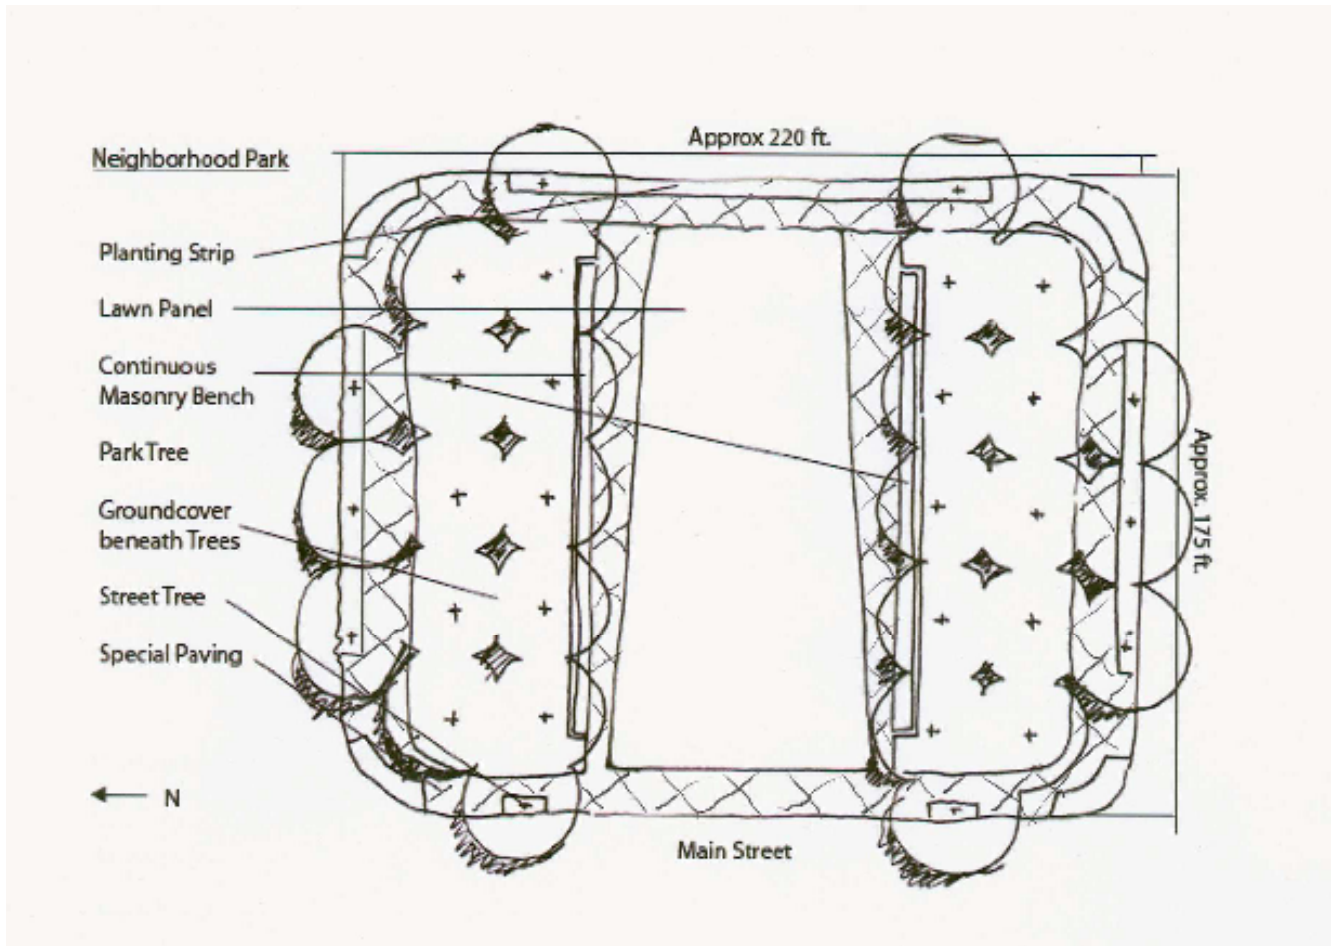 Approx 220 ft.
Neighborhood Park
Planting Strip
Lawn Panel
Continuous
Masonry Bench
Park Tree
Groundcover
beneath Trees
Street Tree
Special Paving
Approx. 175 ft.
N
Main Street